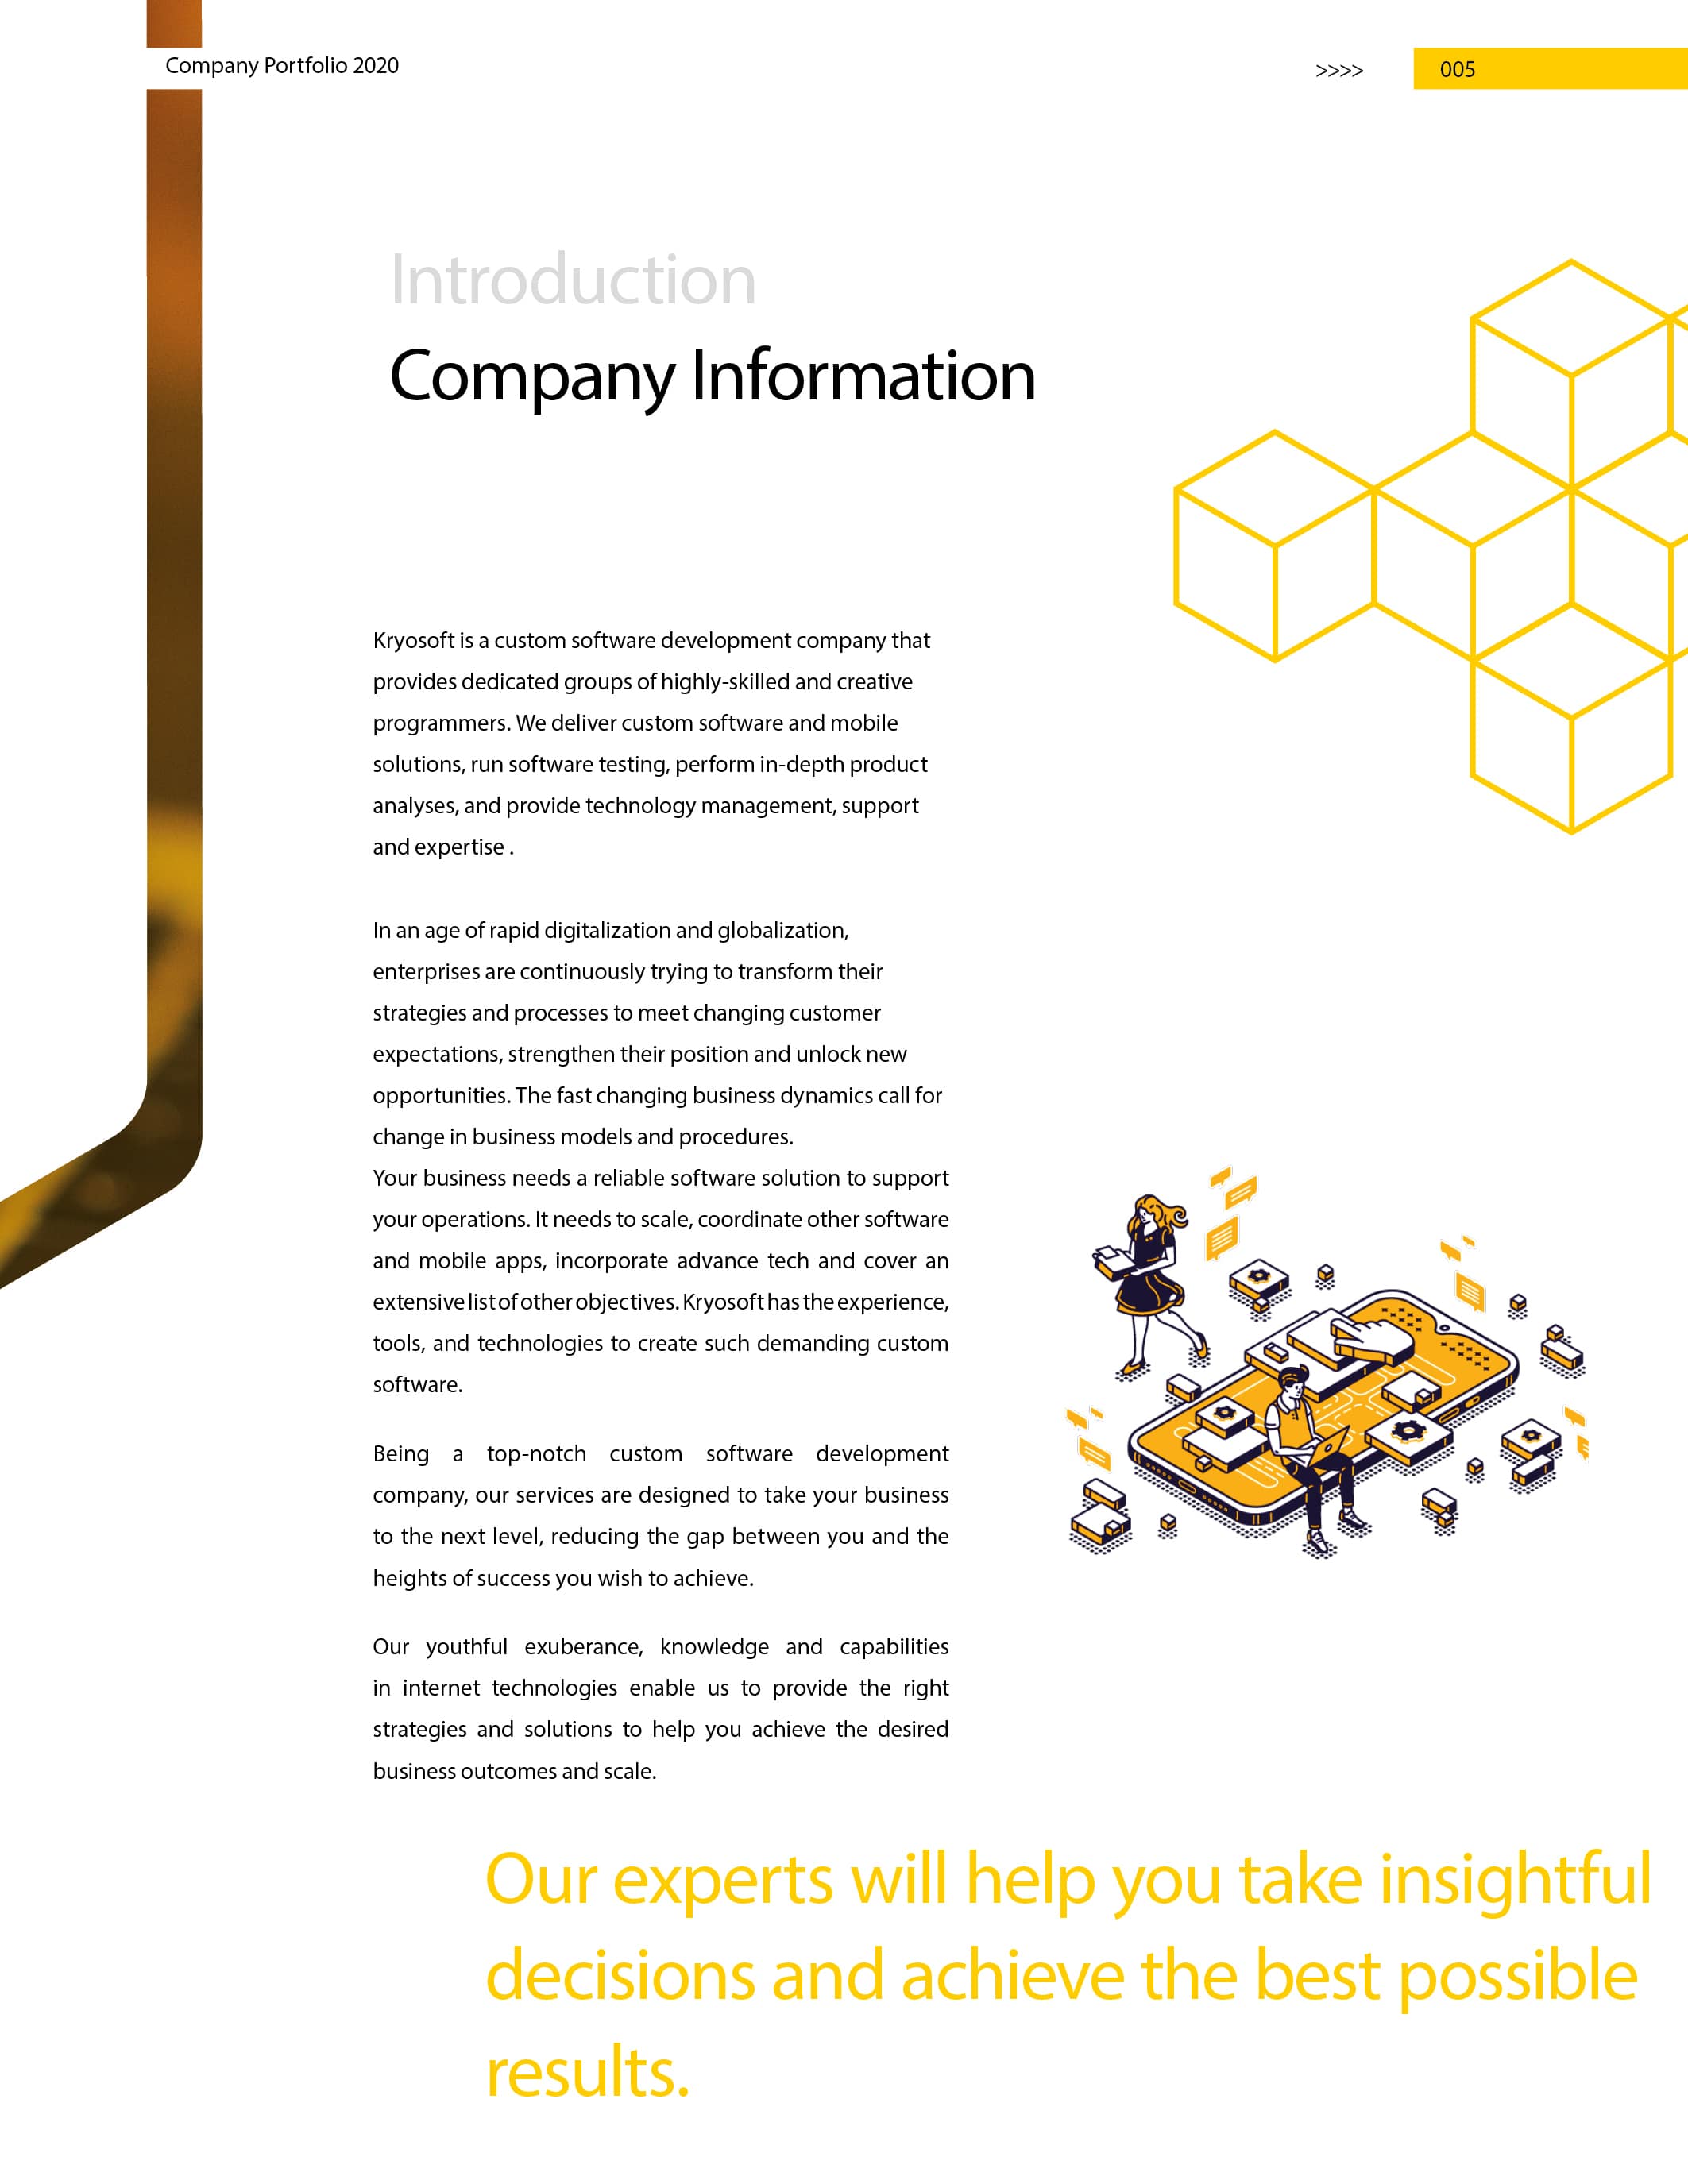 Company Portfolio 2020
>>>>
005
Introduction
Company Information
Kryosoft is a custom software development company that
provides dedicated groups of highly-skilled and creative
programmers. We deliver custom software and mobile
solutions, run software testing, perform in-depth product
analyses, and provide technology management, support
and expertise .
In an age of rapid digitalization and globalization,
enterprises are continuously trying to transform their
strategies and processes to meet changing customer
expectations, strengthen their position and unlock new
opportunities. The fast changing business dynamics call for
change in business models and procedures.
Your business needs a reliable software solution to support
your operations. It needs to scale, coordinate other software
and mobile apps, incorporate advance tech and cover an
extensive list of other objectives. Kryosoft has the experience,
tools, and technologies to create such demanding custom
software.
Being a top-notch custom software development
company, our services are designed to take your business
to the next level, reducing the gap between you and the
heights of success you wish to achieve.
Our youthful exuberance, knowledge and capabilities
in internet technologies enable us to provide the right
strategies and solutions to help you achieve the desired
business outcomes and scale.
Our experts will help you take insightful
decisions and achieve the best possible
results.